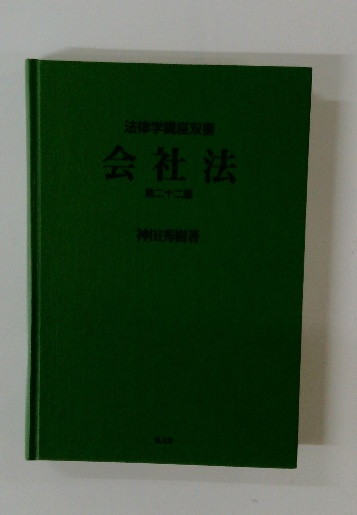 法律学講座双書
会社法
第二十二版
神田秀樹著
弘文堂